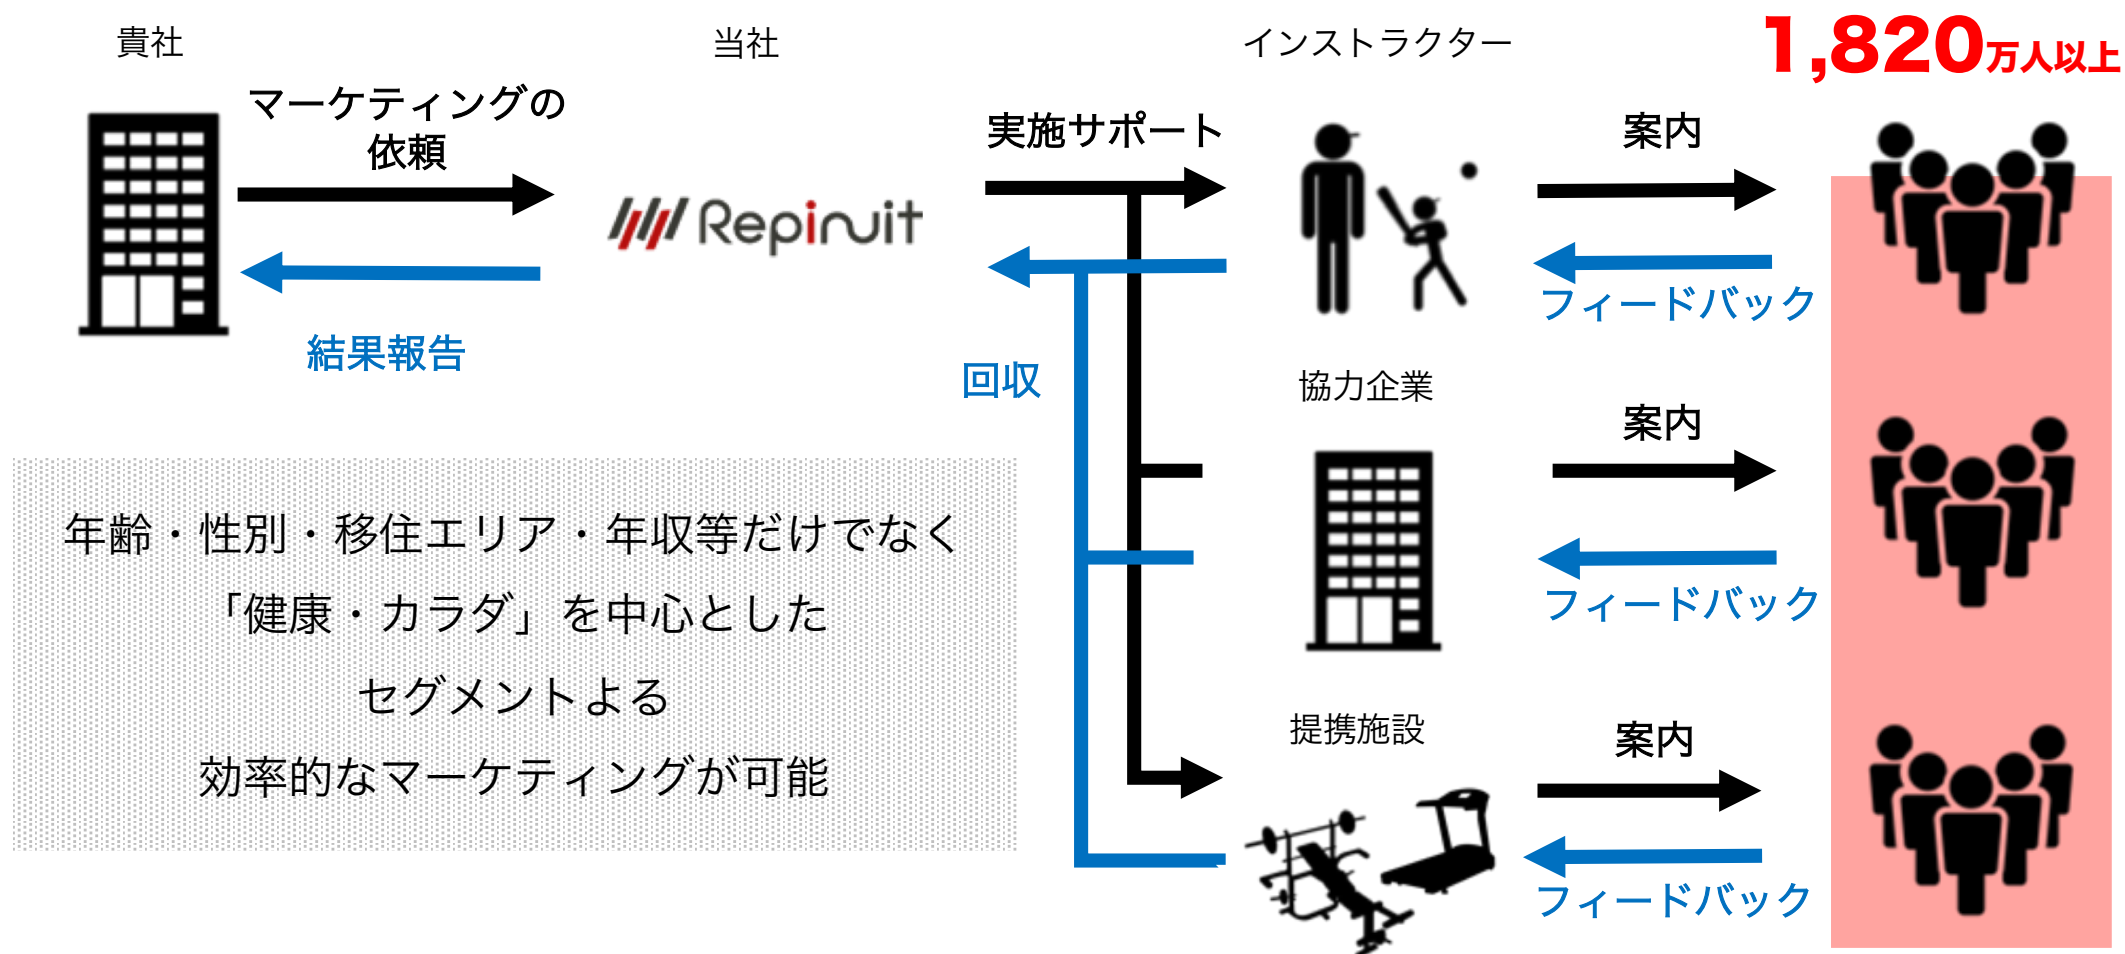 貴社
当社
インストラクター
1,820万人以上
マーケティングの
依頼
実施サポート
案内
Repinuit
フィードバック
結果報告
回収
協力企業
案内
フィードバック
年齢・性別・移住エリア・年収等だけでなく
「健康・カラダ」を中心とした
セグメントよる
効率的なマーケティングが可能
提携施設
案内
フィードバック